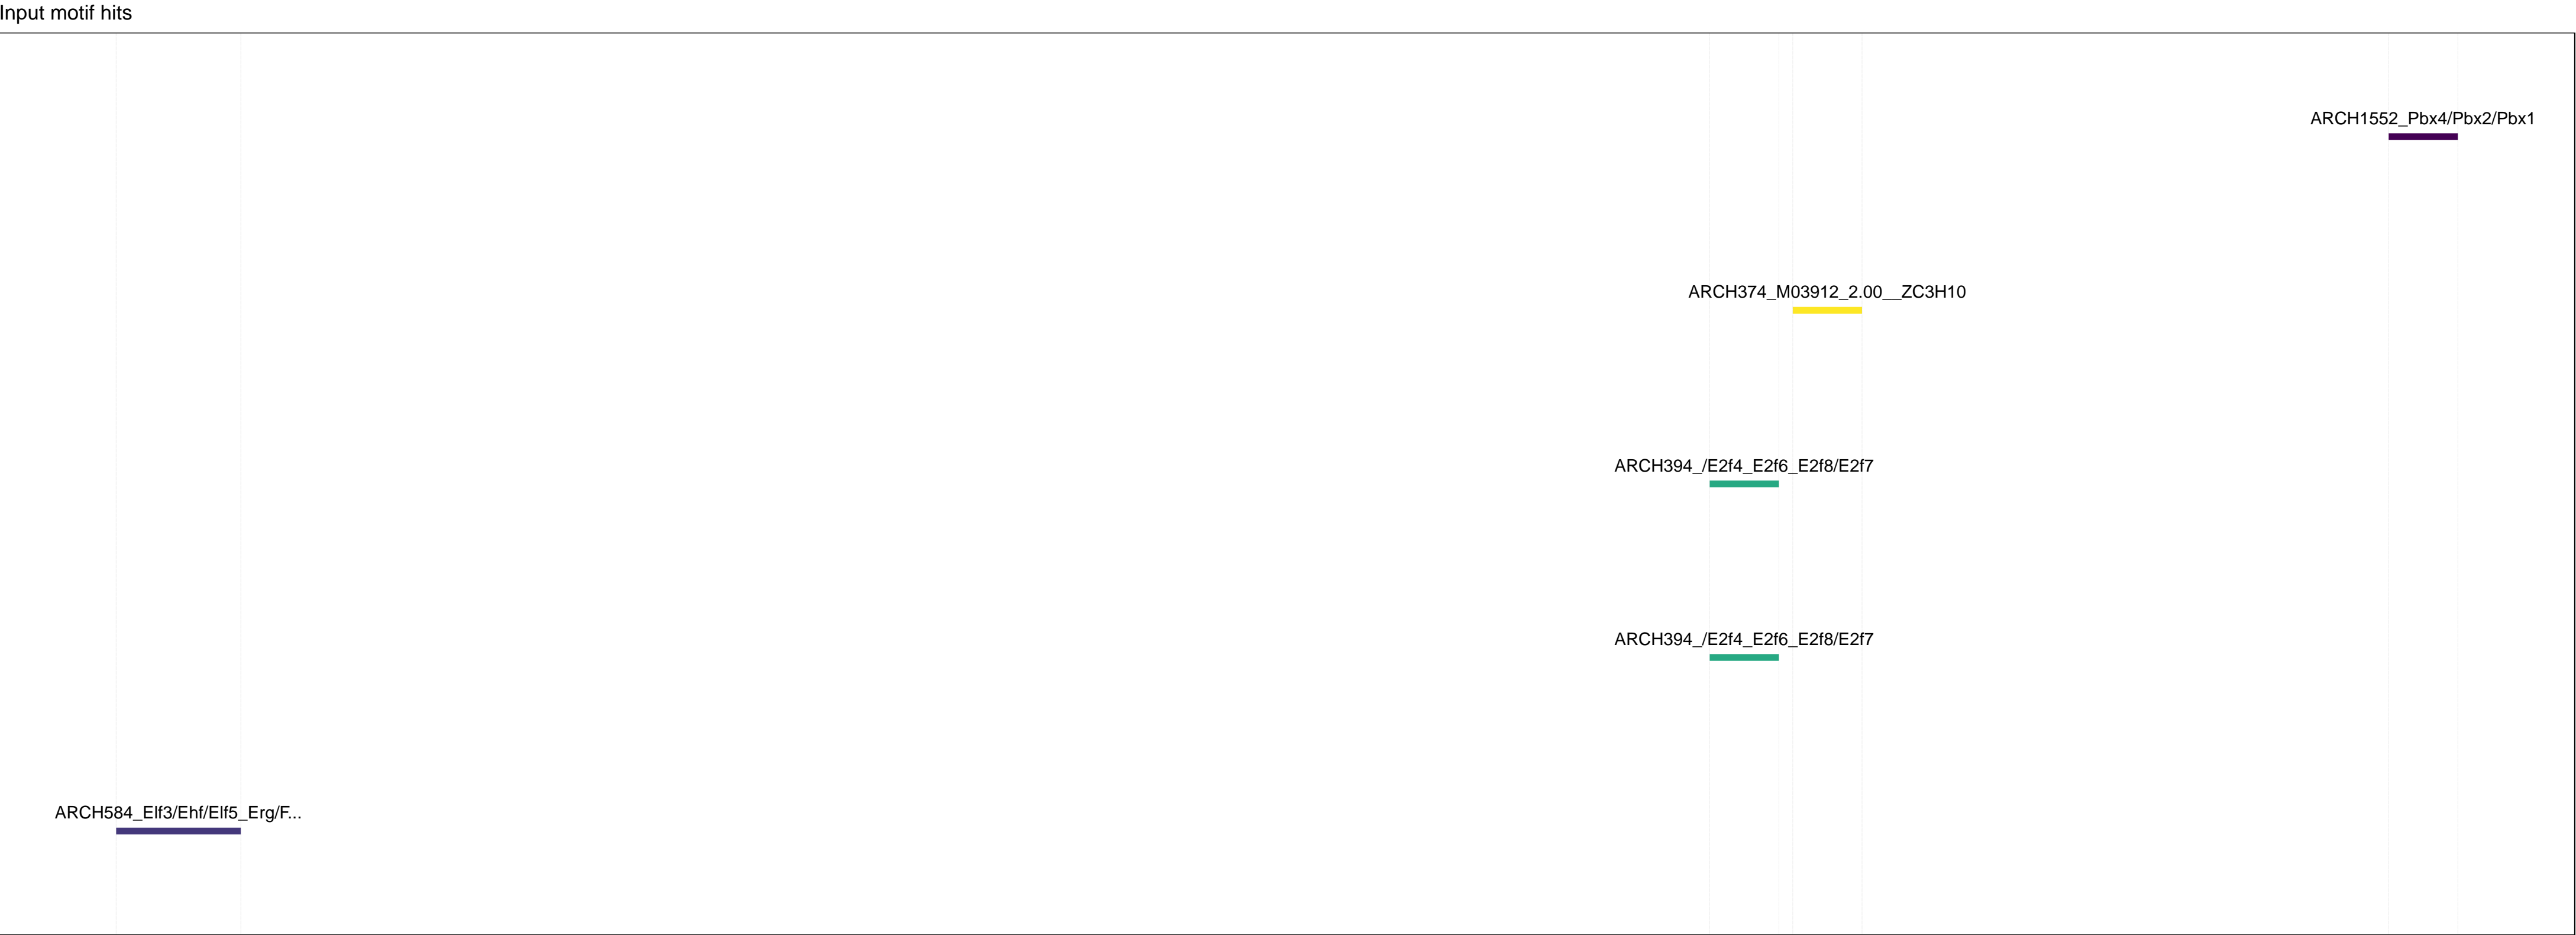 Input motif hits
ARCH1552_Pbx4/Pbx2/Pbx1
ARCH374_M03912_2.00__ZC3H10
ARCH394_/E2f4_E2f6_E2f8/E2f7
ARCH394_/E2f4_E2f6_E2f8/E2f7
ARCH584_Elf3/Ehf/Elf5_Erg/F...